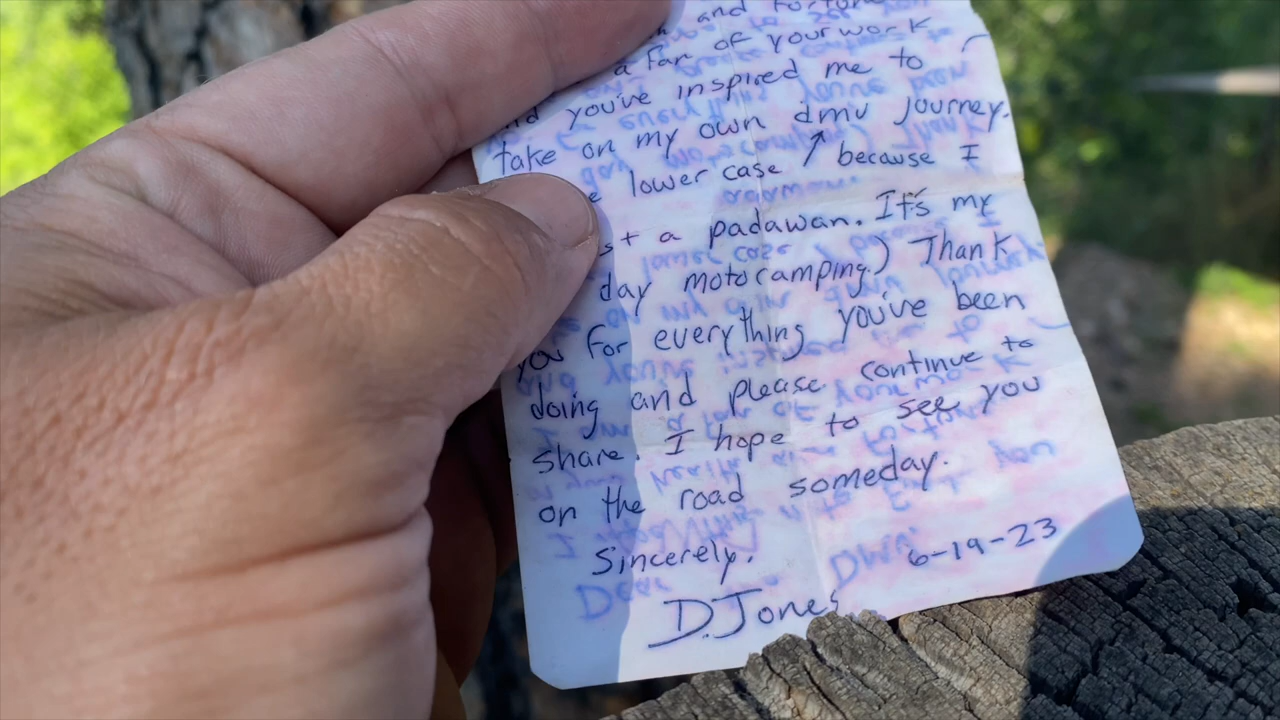 and fortune
a fan of your work
you've inspired me to
take on my own dmv journey.
lower case because I
a padawan. It's my
day motocamping.) Thank
you for everything you've been
doing and please continue to
share. I hope to see you
on the road someday.
Sincerely,
6-19-23
D. Jones